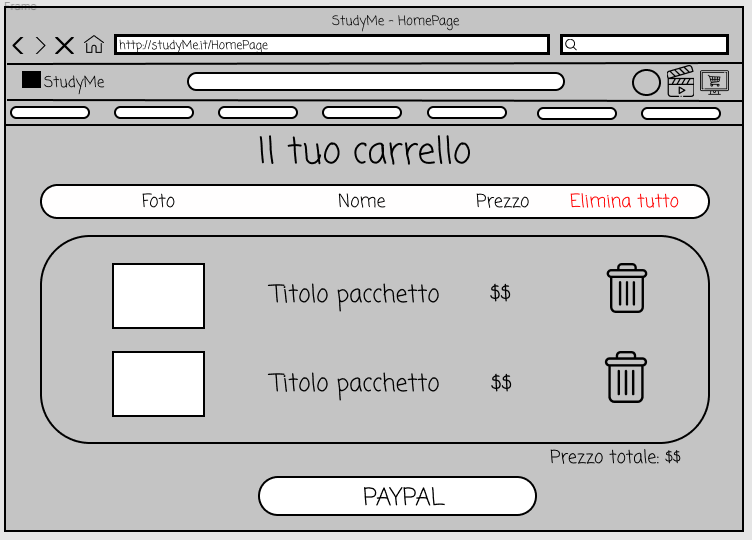 Frame
StudyMe - HomePage
http://studyMe.it/HomePage
StudyMe
Il tuo carrello
Foto Nome Prezzo Elimina tutto
Titolo pacchetto $$
Titolo pacchetto $$
Prezzo totale: $$
PAYPAL